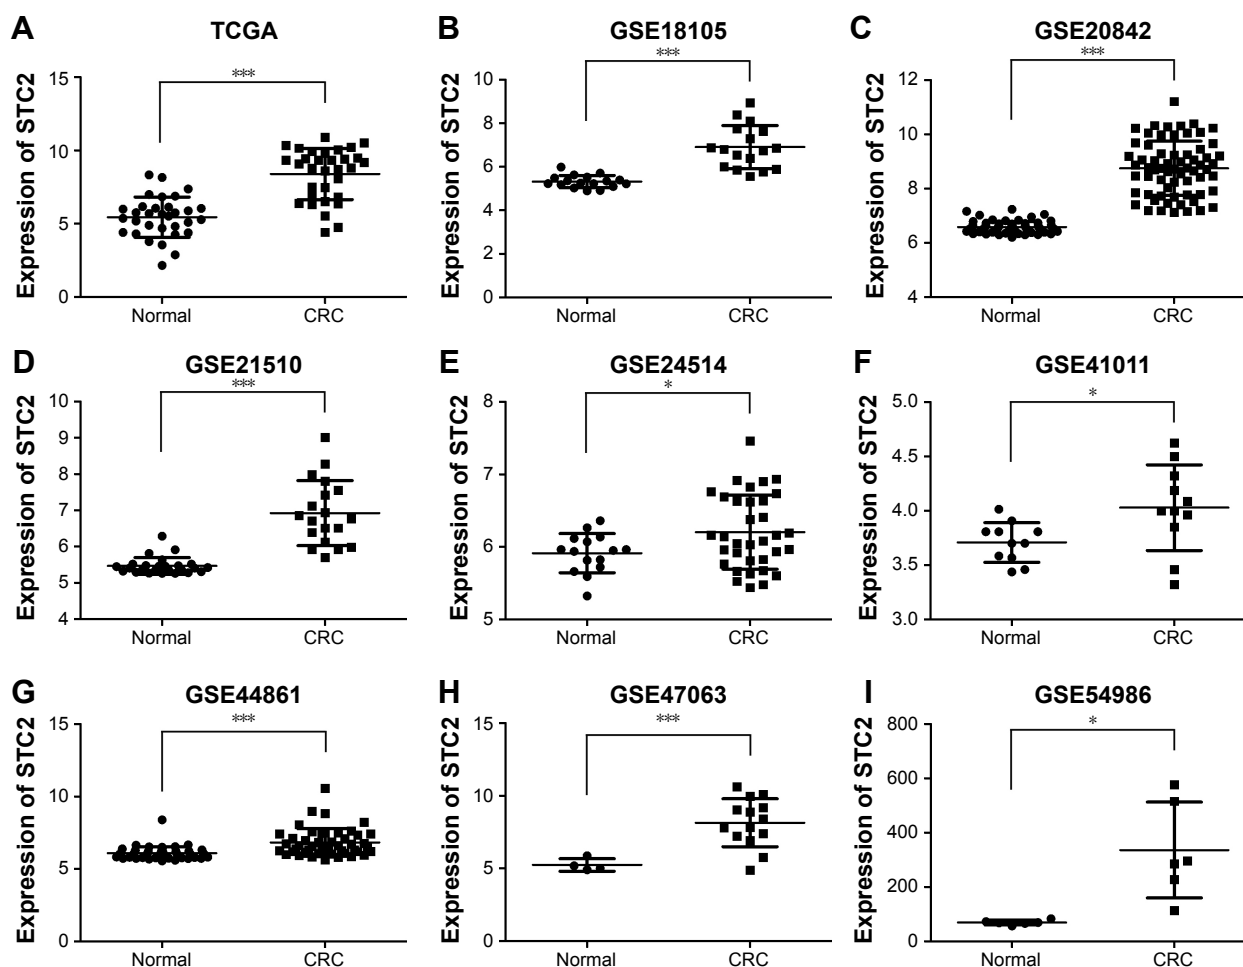 A
TCGA
***
Expression of STC2
15
10
5
0
Normal
CRC
B
GSE18105
***
Expression of STC2
10
8
6
4
2
0
Normal
CRC
C
GSE20842
***
Expression of STC2
12
10
8
6
4
Normal
CRC
D
GSE21510
***
Expression of STC2
10
9
8
7
6
5
4
Normal
CRC
E
GSE24514
*
Expression of STC2
8
7
6
5
Normal
CRC
F
GSE41011
*
Expression of STC2
5.0
4.5
4.0
3.5
3.0
Normal
CRC
G
GSE44861
***
Expression of STC2
15
10
5
0
Normal
CRC
H
GSE47063
***
Expression of STC2
15
10
5
0
Normal
CRC
I
GSE54986
*
Expression of STC2
800
600
400
200
0
Normal
CRC